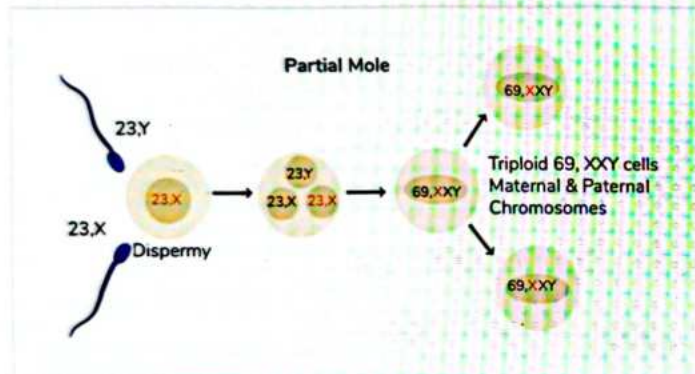 Partial Mole
23,Y
23,X
Dispermy
23,X
23,Y
23,X 23,X
69,XXY
69,XXY
Triploid 69, XXY cells
Maternal & Paternal
Chromosomes
69,XXY